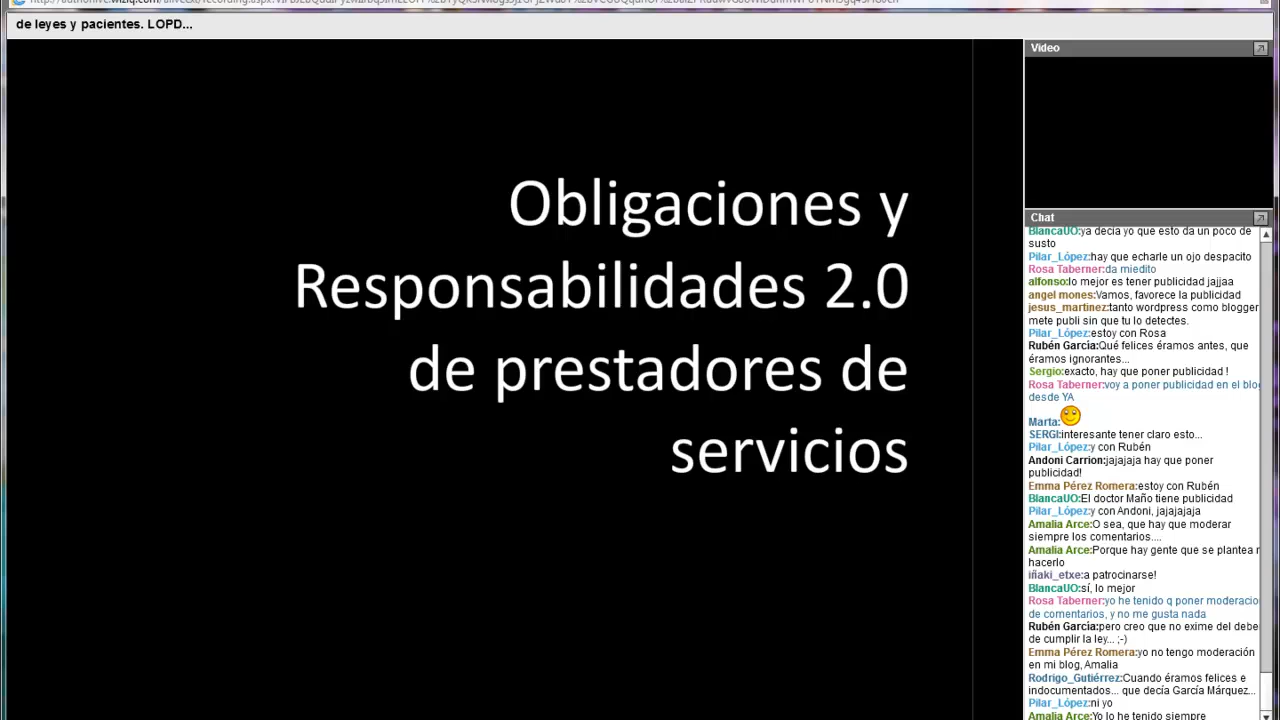 de leyes y pacientes. LOPD...
Obligaciones y
Responsabilidades 2.0
de prestadores de
servicios
Video
Chat
BlancaUO:ya decía yo que esto da un poco de
susto
Pilar_López:hay que echarle un ojo despacito
Rosa Taberner:da miedito
alfonso:lo mejor es tener publicidad jajjaa
angel mones:Vamos, favorece la publicidad
jesus_martinez:tanto wordpress como blogger
mete publi sin que tu lo detectes.
Pilar_López:estoy con Rosa
Rubén García:Qué felices éramos antes, que
éramos ignorantes...
Sergio:exacto, hay que poner publicidad !
Rosa Taberner:voy a poner publicidad en el blog
desde YA
Marta:
SERGI:interesante tener claro esto...
Pilar_López:y con Rubén
Andoni Carrion:jajajaja hay que poner
publicidad!
Emma Pérez Romera:estoy con Rubén
BlancaUO:El doctor Maño tiene publicidad
Pilar_López:y con Andoni, jajajajaja
Amalia Arce:O sea, que hay que moderar
siempre los comentarios....
Amalia Arce:Porque hay gente que se plantea
hacerlo
iñaki_etxe:a patrocinarse!
BlancaUO:sí, lo mejor
Rosa Taberner:yo he tenido q poner moderacio
de comentarios, y no me gusta nada
Rubén García:pero creo que no exime del debe
de cumplir la ley... ;-)
Emma Pérez Romera:yo no tengo moderación
en mi blog, Amalia
Rodrigo_Gutiérrez:Cuando éramos felices e
indocumentados... que decía García Márquez...
Pilar_López:ni yo
Amalia Arce:Yo lo he tenido siempre